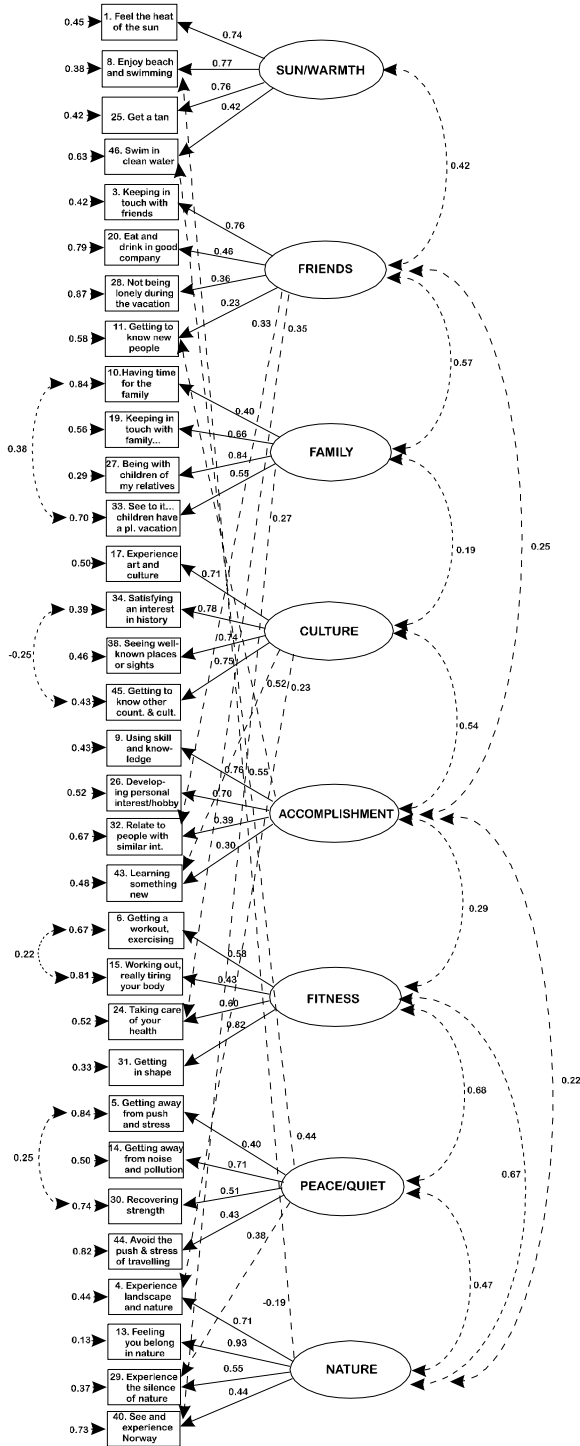 0.45
1. Feel the heat
of the sun
0.74
8. Enjoy beach
and swimming
0.38
0.77
SUN/WARMTH
0.76
0.42
25. Get a tan
0.42
46. Swim in
clean water
0.63
0.42
3. Keeping in
touch with
friends
0.42
0.76
20. Eat and
drink in good
company
0.79
0.46
FRIENDS
28. Not being
lonely during
the vacation
0.87
0.36
0.23
11. Getting to
know new
people
0.58
0.33
0.35
0.57
10.Having time
for the
family
0.84
0.40
19. Keeping in
touch with
family...
0.56
0.66
0.38
FAMILY
0.84
27. Being with
children of
my relatives
0.29
0.55
33. See to it...
children have
a pl. vacation
0.70
0.27
0.19
0.25
17. Experience
art and
culture
0.50
0.71
34. Satisfying
an interest
in history
0.39
0.78
CULTURE
-0.25
38. Seeing well-
known places
or sights
0.46
0.74
0.75
45. Getting to
know other
count. & cult.
0.43
0.52
0.23
0.54
9. Using skill
and know-
ledge
0.43
0.76
0.55
26. Develop-
ing personal
interest/hobby
0.52
0.70
ACCOMPLISHMENT
32. Relate to
people with
similar int.
0.67
0.39
0.30
43. Learning
something
new
0.48
0.29
6. Getting a
workout,
exercising
0.67
0.58
0.22
15. Working out,
really tiring
your body
0.81
0.43
FITNESS
0.60
24. Taking care
of your
health
0.52
0.82
31. Getting
in shape
0.33
0.68
0.22
5. Getting away
from push
and stress
0.84
0.40
0.44
0.25
14. Getting away
from noise
and pollution
0.50
0.71
0.67
PEACE/QUIET
30. Recovering
strength
0.74
0.51
0.43
44. Avoid the
push & stress
of travelling
0.82
0.38
0.47
4. Experience
landscape
and nature
0.44
-0.19
0.71
13. Feeling
you belong
in nature
0.13
0.93
NATURE
29. Experience
the silence
of nature
0.37
0.55
0.44
40. See and
experience
Norway
0.73